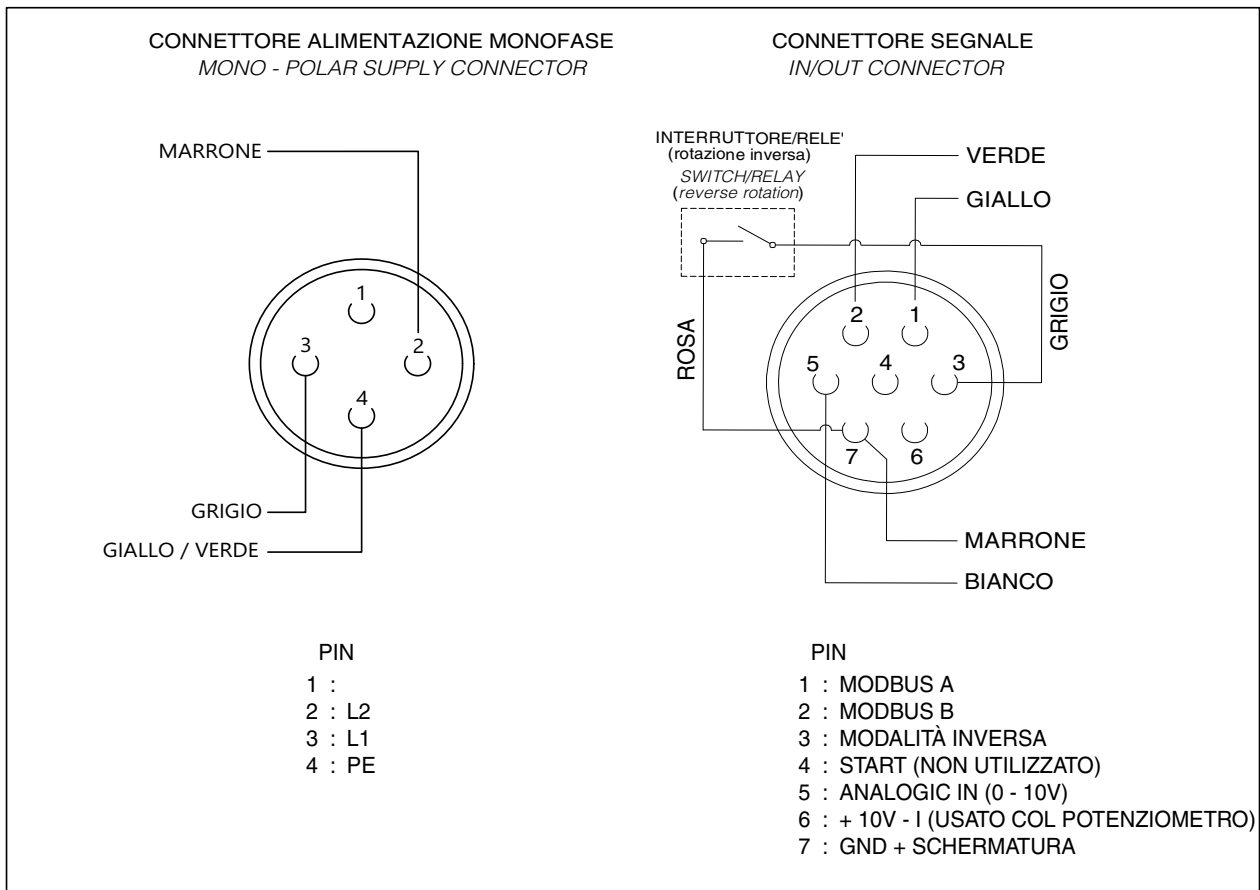 CONNETTORE ALIMENTAZIONE MONOFASE
MONO - POLAR SUPPLY CONNECTOR
MARRONE
1
3
2
4
GRIGIO
GIALLO / VERDE
PIN
1 :
2 : L2
3 : L1
4 : PE
CONNETTORE SEGNALE
IN/OUT CONNECTOR
INTERRUTTORE/RELE'
(rotazione inversa)
SWITCH/RELAY
(reverse rotation)
VERDE
GIALLO
ROSA
GRIGIO
2
1
5
4
3
7
6
MARRONE
BIANCO
PIN
1 : MODBUS A
2 : MODBUS B
3 : MODALITÀ INVERSA
4 : START (NON UTILIZZATO)
5 : ANALOGIC IN (0 - 10V)
6 : + 10V - I (USATO COL POTENZIOMETRO)
7 : GND + SCHERMATURA